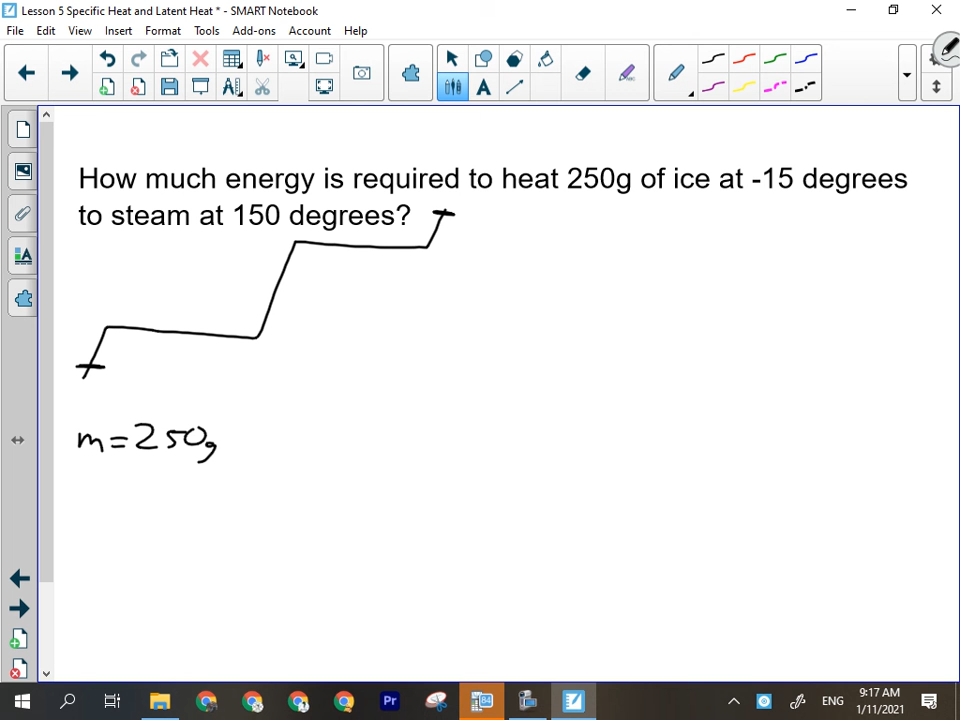 Lesson 5 Specific Heat and Latent Heat * - SMART Notebook
File Edit View Insert Format Tools Add-ons Account Help
How much energy is required to heat 250g of ice at -15 degrees
to steam at 150 degrees?
m=250g
Pr
84
ENG
9:17 AM
1/11/2021